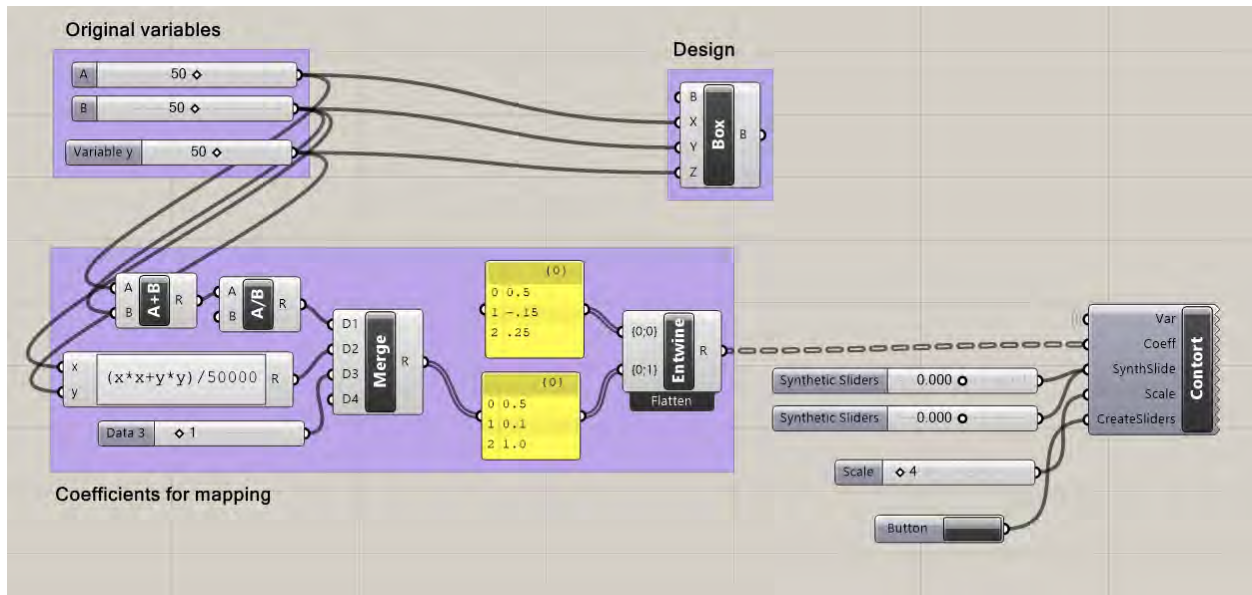 Original variables
A 50
B 50
Variable y 50
Design
B
X
Y
Z
Box
B
A
B
A+B
R
A
B
A/B
R
x
y
(x*x+y*y)/50000
R
Data 3 1
D1
D2
D3
D4
Merge
R
{0}
0 0.5
1 -.15
2 .25
{0}
0 0.5
1 0.1
2 1.0
{0;0}
{0;1}
Entwine
R
Flatten
Coefficients for mapping
Synthetic Sliders 0.000
Synthetic Sliders 0.000
Scale 4
Button
Var
Coeff
SynthSlide
Scale
CreateSliders
Contort